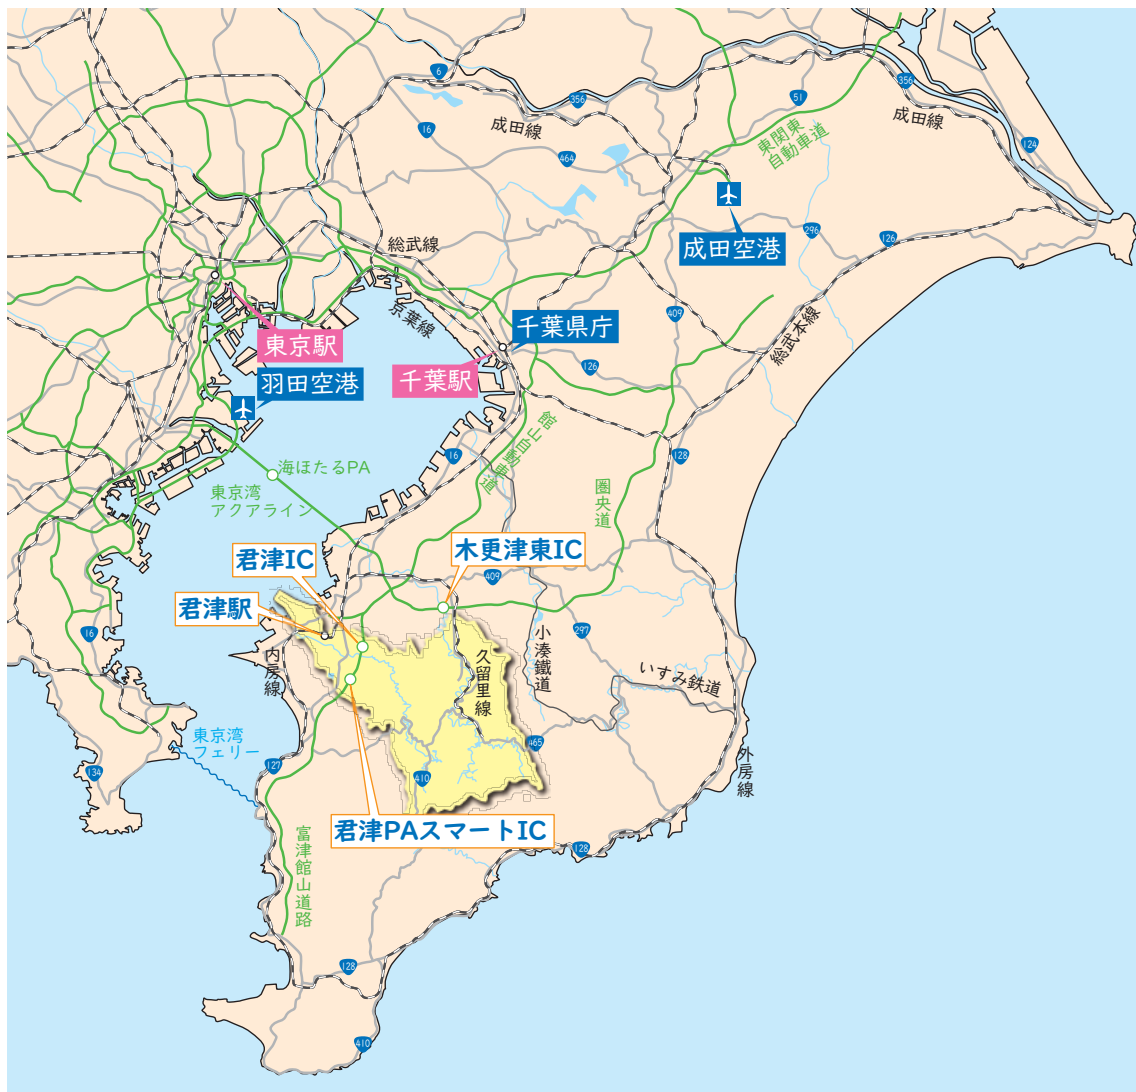 6
356
356
51
成田線
16
成田線
東関東
自動車道
124
464
総武線
成田空港
296
126
京葉線
409
千葉県庁
東京駅
総武本線
千葉駅
126
羽田空港
館山自動車道
16
128
海ほたるPA
圏央道
東京湾
アクアライン
木更津東IC
君津IC
409
君津駅
297
16
小湊鐵道
内房線
久留里線
いすみ鉄道
東京湾
フェリー
465
外房線
127
134
410
君津PAスマートIC
128
富津館山道路
128
410